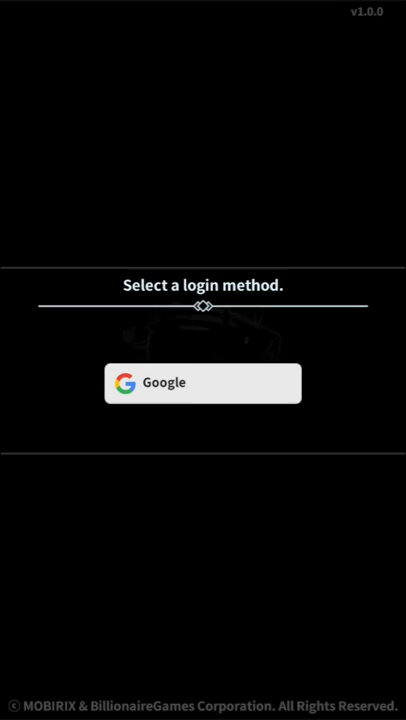 v1.0.0
Select a login method.
Google
ⓒ MOBIRIX & BillionaireGames Corporation. All Rights Reserved.